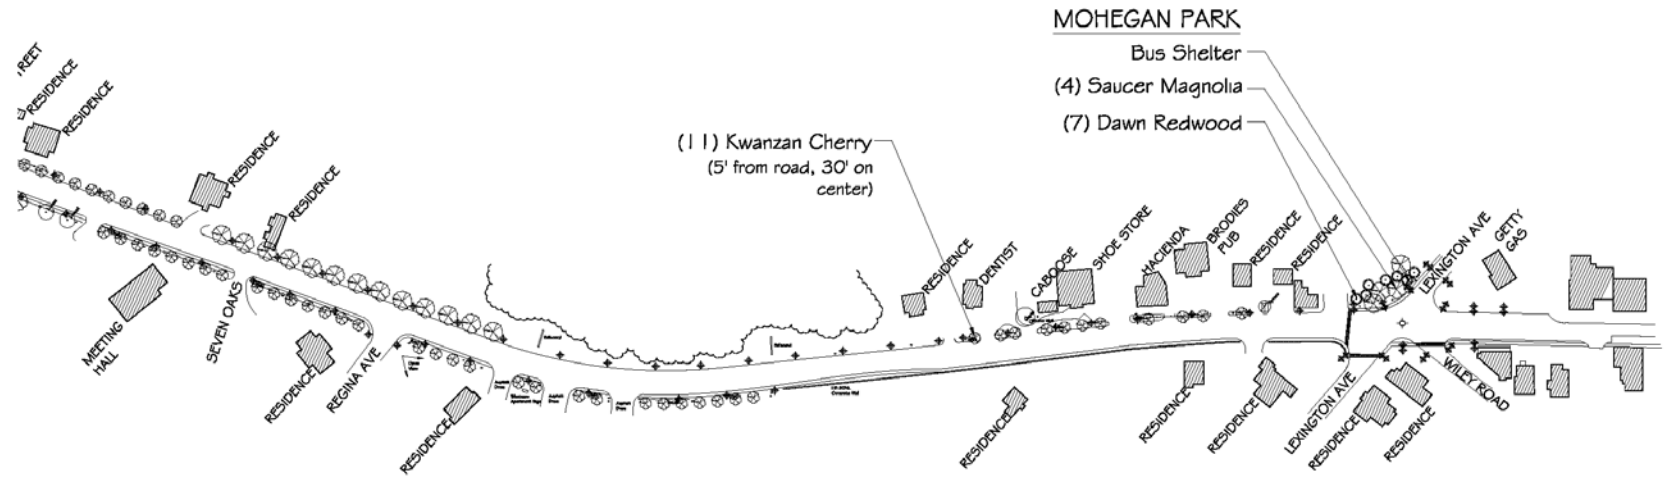 MOHEGAN PARK
Bus Shelter
(4) Saucer Magnolia
(7) Dawn Redwood
(11) Kwanzan Cherry
(5' from road, 30' on
center)
RESIDENCE
RESIDENCE
RESIDENCE
RESIDENCE
MEETING
HALL
SEVEN OAKS
RESIDENCE
REGINA AVE
RESIDENCE
RESIDENCE
DENTIST
CABOOSE
SHOE STORE
HACIENDA
BRODIES
PUB
RESIDENCE
RESIDENCE
LEXINGTON AVE
GETTY
GAS
RESIDENCE
RESIDENCE
RESIDENCE
LEXINGTON AVE
RESIDENCE
RESIDENCE
WILEY ROAD